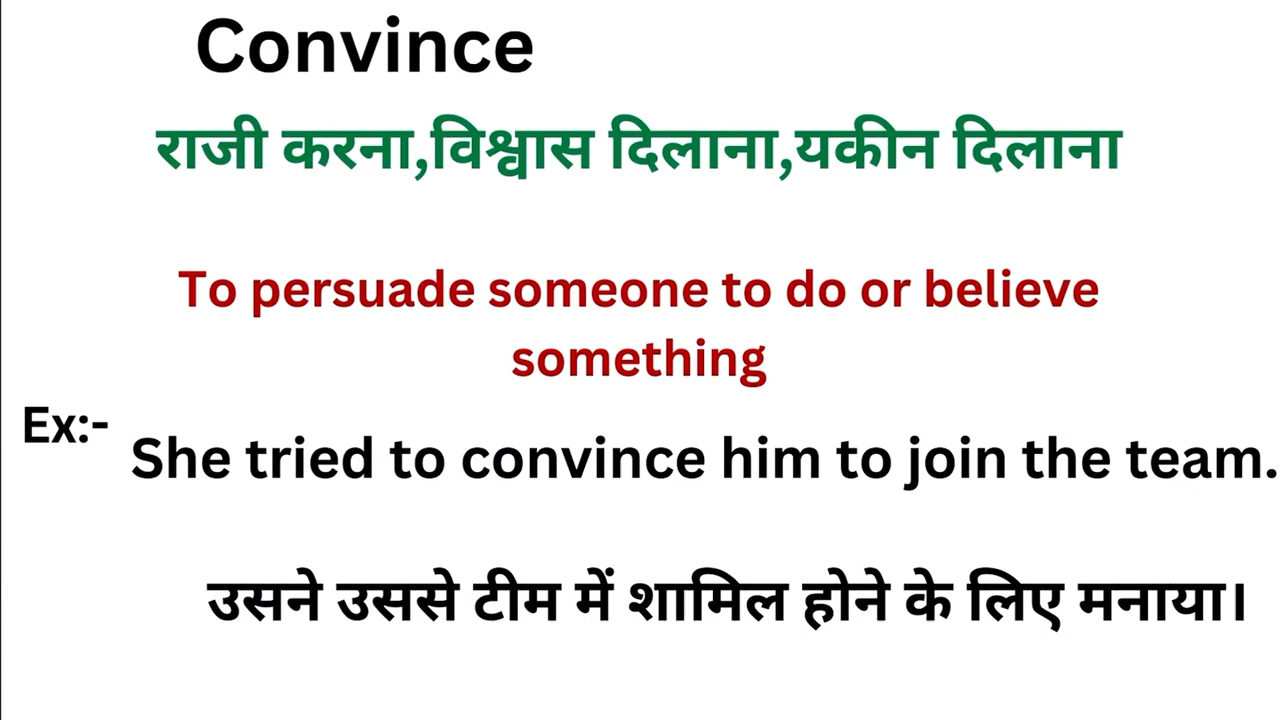 Convince
राजी करना,विश्वास दिलाना,यकीन दिलाना
To persuade someone to do or believe
something
Ex:-
She tried to convince him to join the team.
उसने उससे टीम में शामिल होने के लिए मनाया।